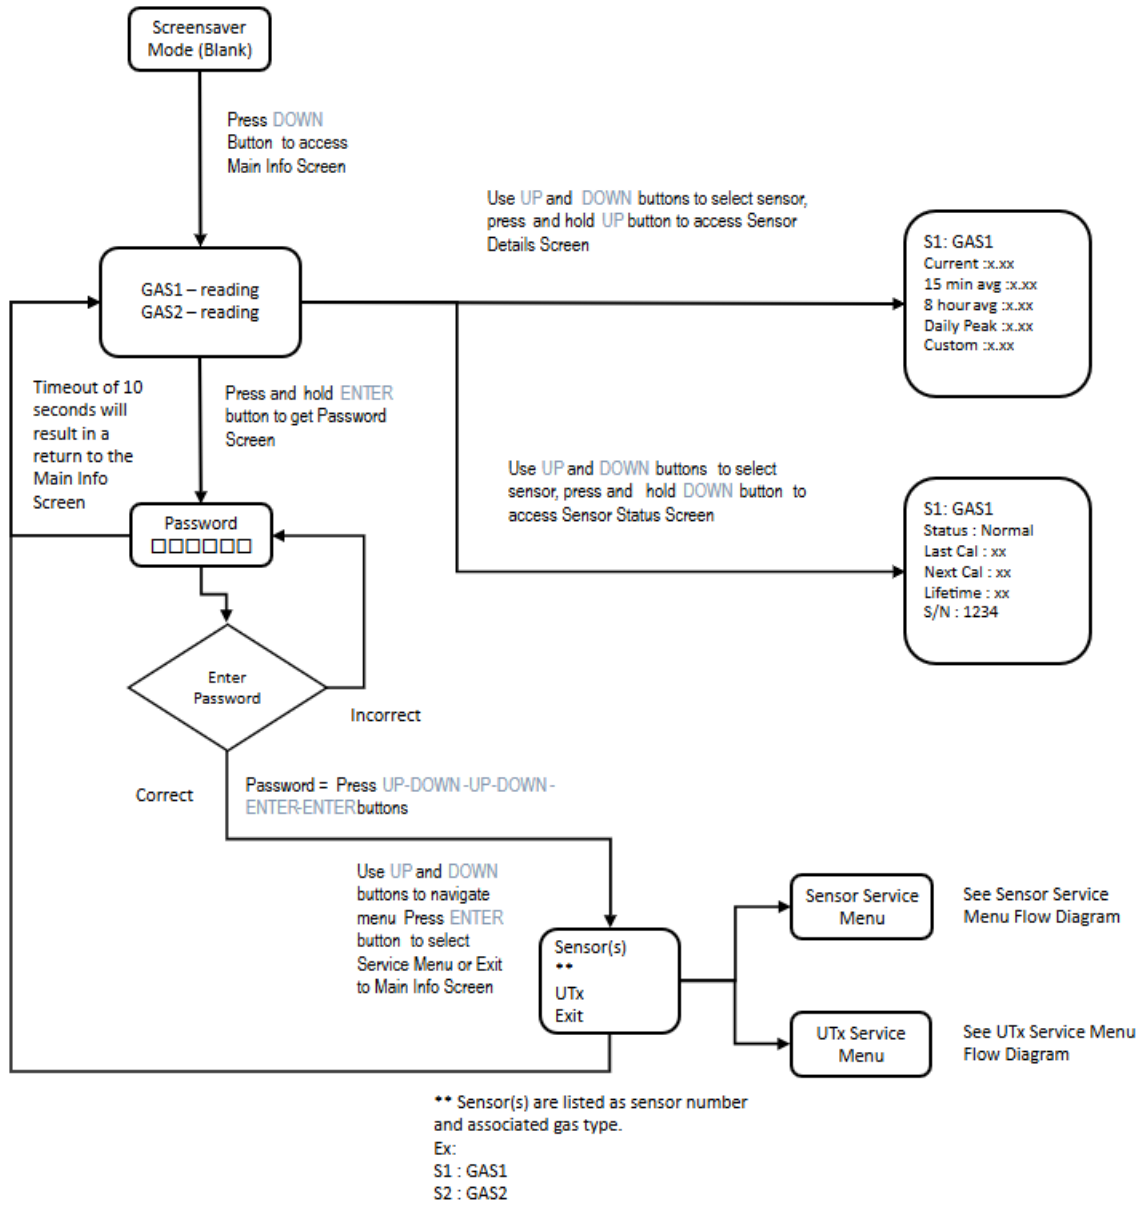 Screensaver
Mode (Blank)
Press DOWN
Button to access
Main Info Screen
Use UP and DOWN buttons to select sensor,
press and hold UP button to access Sensor
Details Screen
S1: GAS1
Current :x.xx
15 min avg :x.xx
8 hour avg :x.xx
Daily Peak :x.xx
Custom :x.xx
GAS1 – reading
GAS2 – reading
Timeout of 10
seconds will
result in a
return to the
Main Info
Screen
Press and hold ENTER
button to get Password
Screen
Use UP and DOWN buttons to select
sensor, press and hold DOWN button to
access Sensor Status Screen
S1: GAS1
Status : Normal
Last Cal : xx
Next Cal : xx
Lifetime : xx
S/N : 1234
Password
□□□□□□
Enter
Password
Incorrect
Correct
Password = Press UP-DOWN-UP-DOWN-
ENTER-ENTER buttons
Use UP and DOWN
buttons to navigate
menu Press ENTER
button to select
Service Menu or Exit
to Main Info Screen
Sensor(s)
**
UTx
Exit
Sensor Service
Menu
See Sensor Service
Menu Flow Diagram
UTx Service
Menu
See UTx Service Menu
Flow Diagram
** Sensor(s) are listed as sensor number
and associated gas type.
Ex:
S1 : GAS1
S2 : GAS2